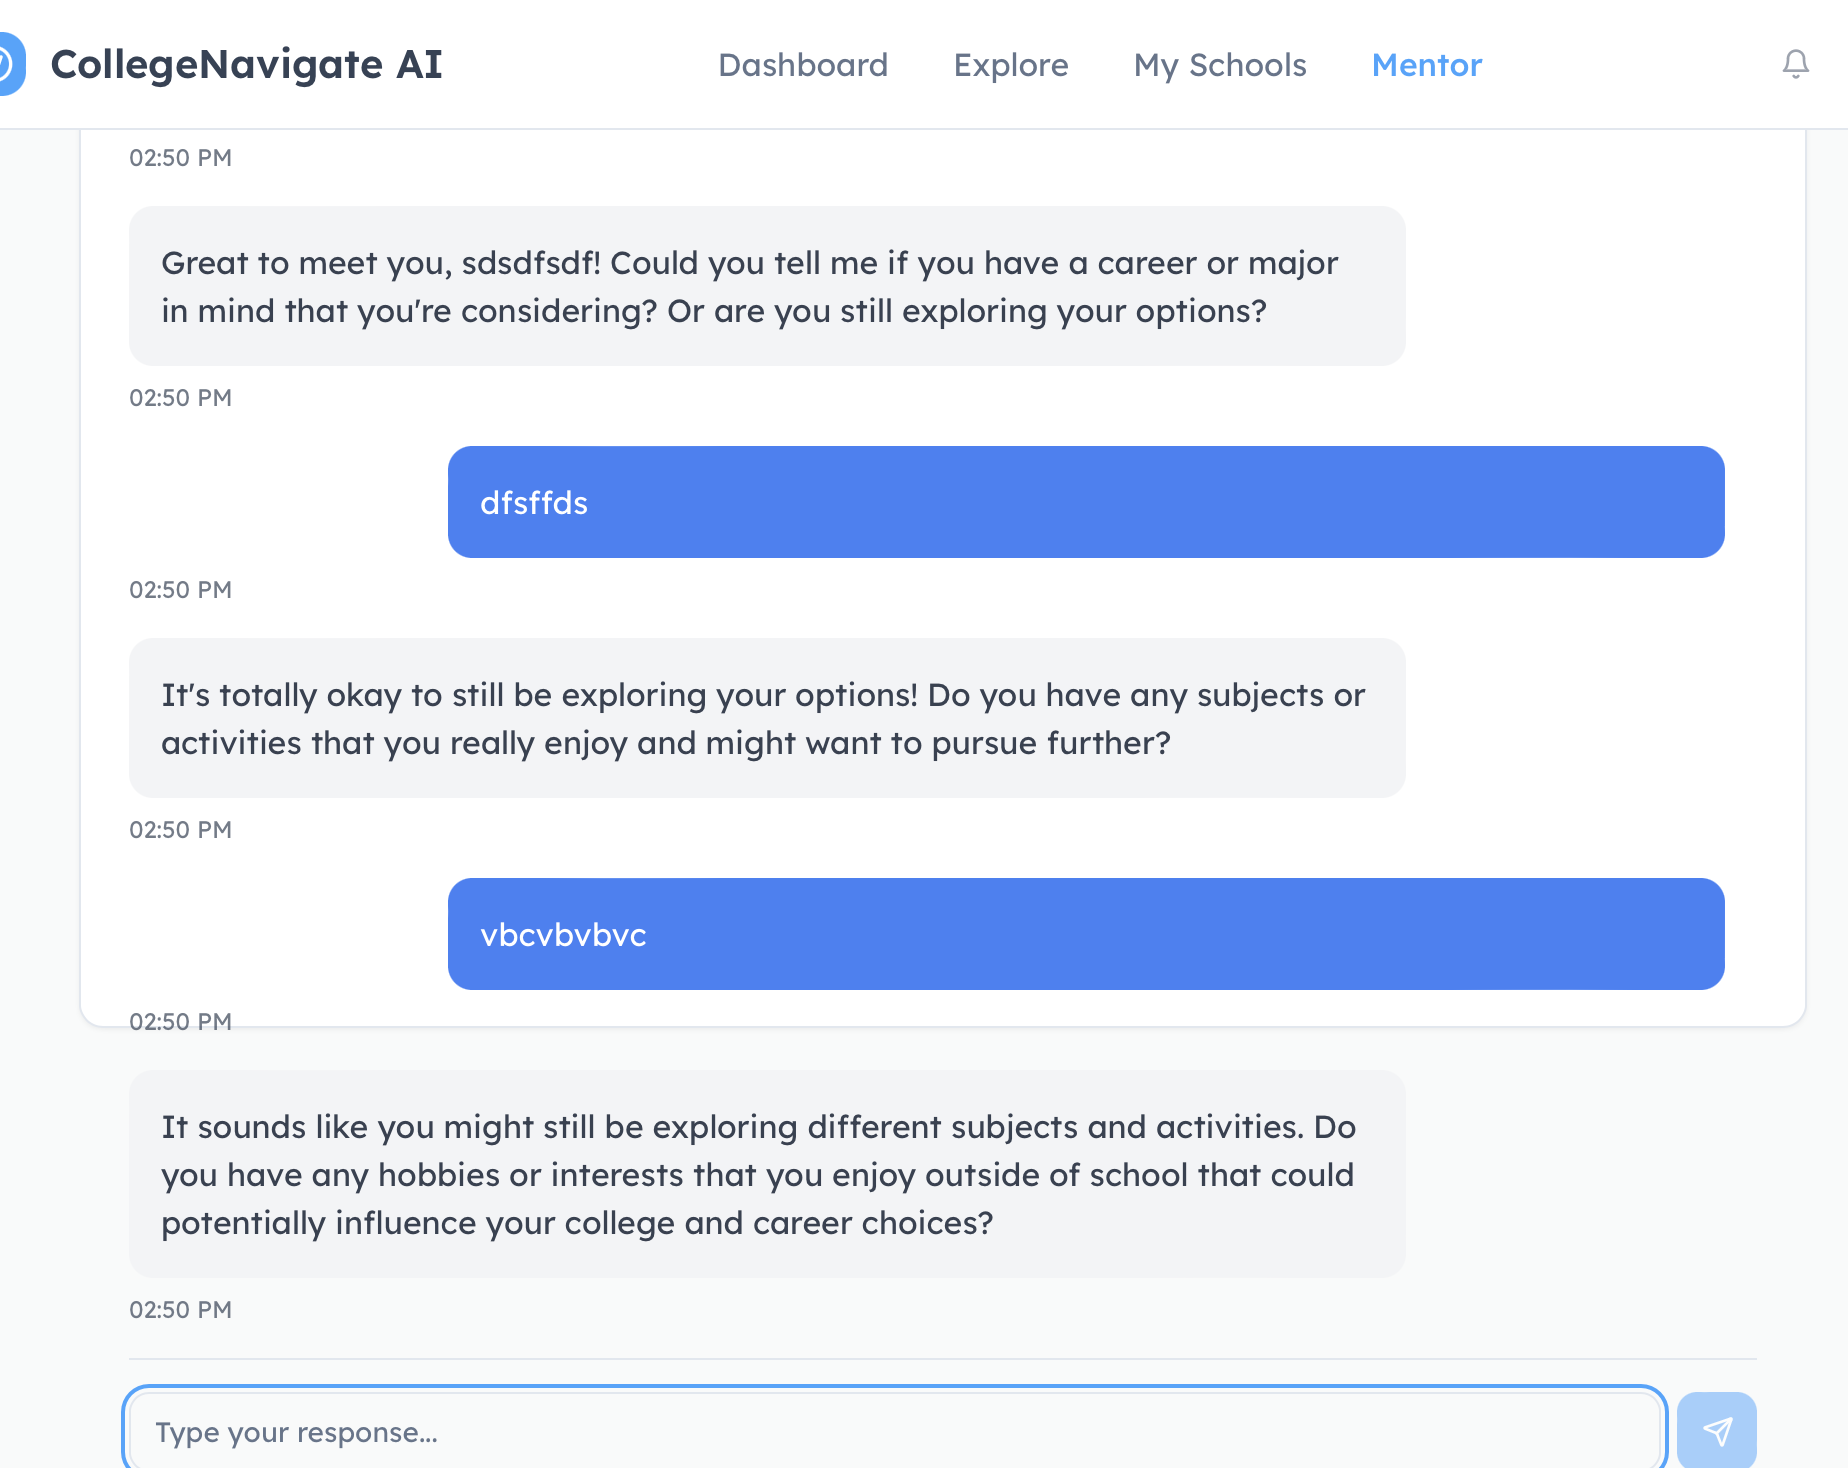 CollegeNavigate AI
Dashboard
Explore
My Schools
Mentor
02:50 PM
Great to meet you, sdsdfsdf! Could you tell me if you have a career or major
in mind that you're considering? Or are you still exploring your options?
02:50 PM
dfsffds
02:50 PM
It's totally okay to still be exploring your options! Do you have any subjects or
activities that you really enjoy and might want to pursue further?
02:50 PM
vbcvbvbvc
02:50 PM
It sounds like you might still be exploring different subjects and activities. Do
you have any hobbies or interests that you enjoy outside of school that could
potentially influence your college and career choices?
02:50 PM
Type your response...